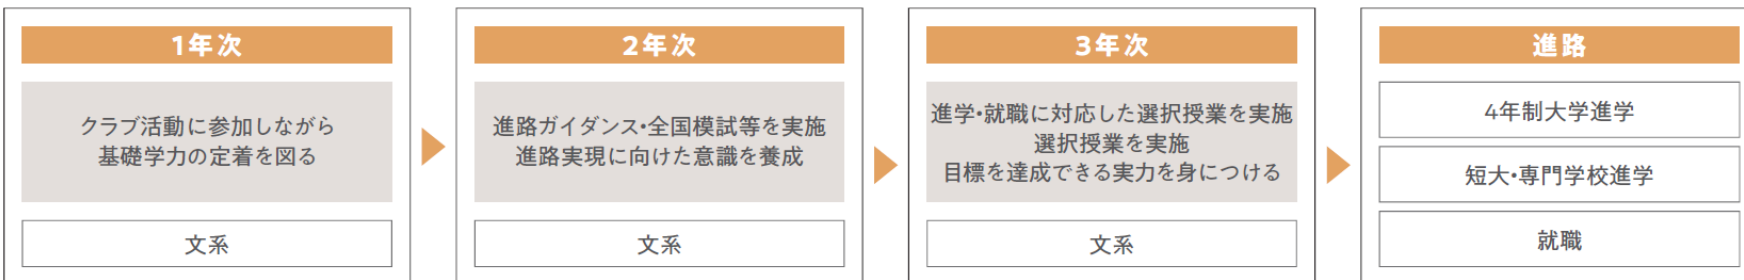 1年次
クラブ活動に参加しながら
基礎学力の定着を図る
文系
2年次
進路ガイダンス・全国模試等を実施
進路実現に向けた意識を養成
文系
3年次
進学・就職に対応した選択授業を実施
選択授業を実施
目標を達成できる実力を身につける
文系
進路
4年制大学進学
短大・専門学校進学
就職